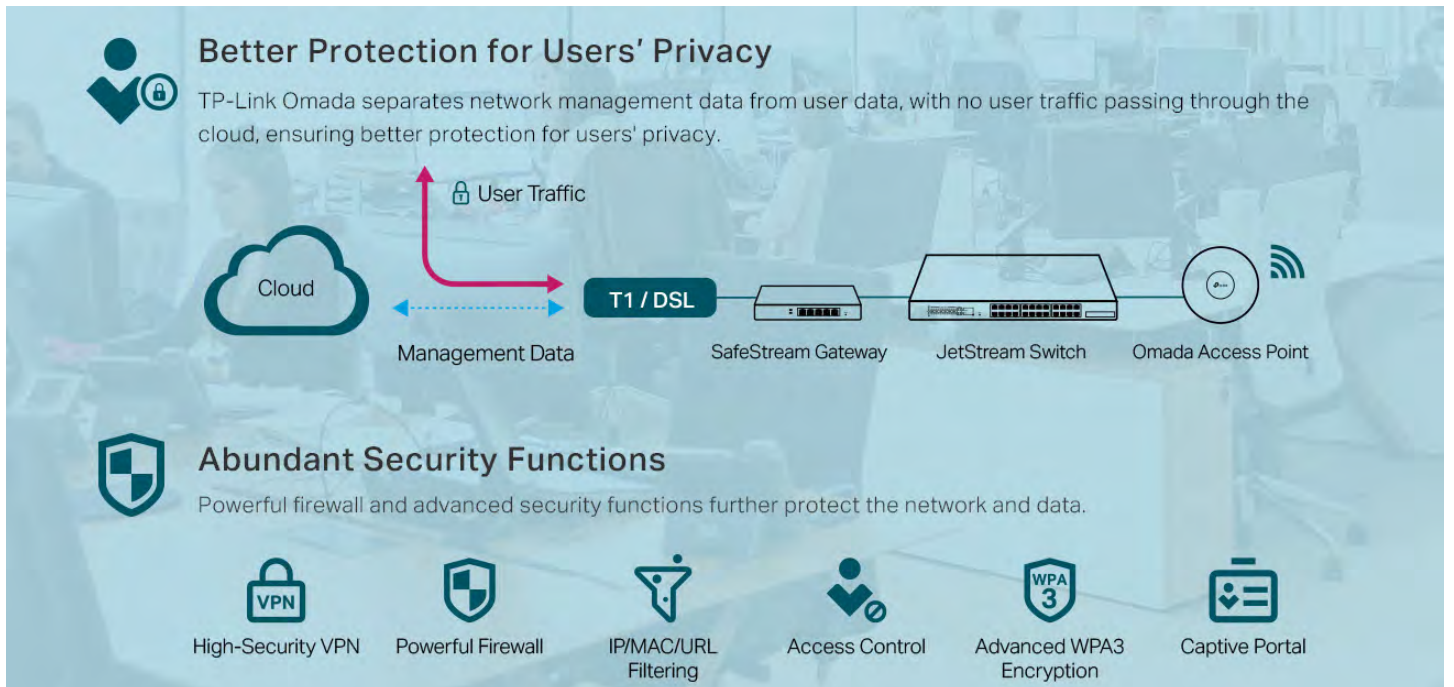 Better Protection for Users' Privacy
TP-Link Omada separates network management data from user data, with no user traffic passing through the
cloud, ensuring better protection for users' privacy.
User Traffic
Cloud
T1 / DSL
Management Data
SafeStream Gateway
JetStream Switch
Omada Access Point
Abundant Security Functions
Powerful firewall and advanced security functions further protect the network and data.
VPN
WPA
3
High-Security VPN
Powerful Firewall
IP/MAC/URL
Filtering
Access Control
Advanced WPA3
Encryption
Captive Portal